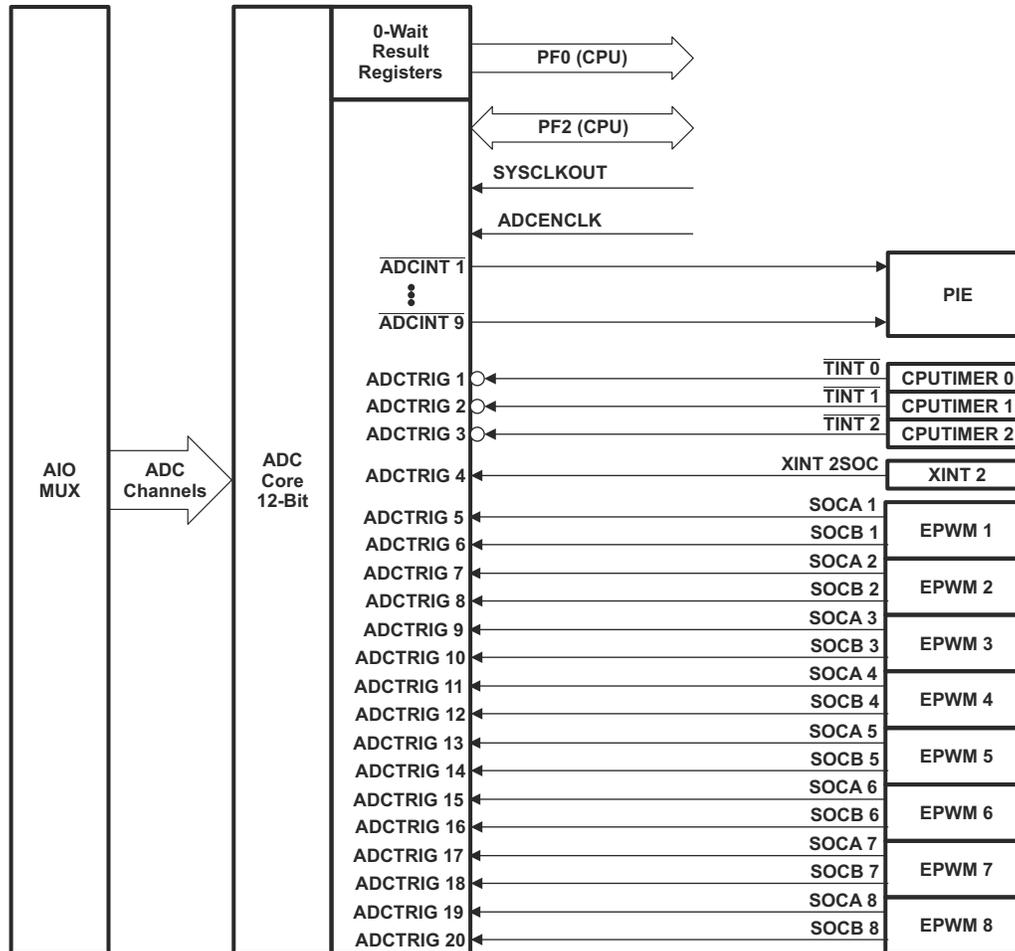 0-Wait
Result
Registers
PF0 (CPU)
PF2 (CPU)
SYSCLKOUT
ADCENCLK
ADCINT 1
ADCINT 9
PIE
ADCTRIG 1
TINT 0
CPUTIMER 0
ADCTRIG 2
TINT 1
CPUTIMER 1
ADCTRIG 3
TINT 2
CPUTIMER 2
AIO
MUX
ADC
Channels
ADC
Core
12-Bit
ADCTRIG 4
XINT 2SOC
XINT 2
ADCTRIG 5
SOCA 1
EPWM 1
ADCTRIG 6
SOCB 1
ADCTRIG 7
SOCA 2
EPWM 2
ADCTRIG 8
SOCB 2
ADCTRIG 9
SOCA 3
EPWM 3
ADCTRIG 10
SOCB 3
ADCTRIG 11
SOCA 4
EPWM 4
ADCTRIG 12
SOCB 4
ADCTRIG 13
SOCA 5
EPWM 5
ADCTRIG 14
SOCB 5
ADCTRIG 15
SOCA 6
EPWM 6
ADCTRIG 16
SOCB 6
ADCTRIG 17
SOCA 7
EPWM 7
ADCTRIG 18
SOCB 7
ADCTRIG 19
SOCA 8
EPWM 8
ADCTRIG 20
SOCB 8